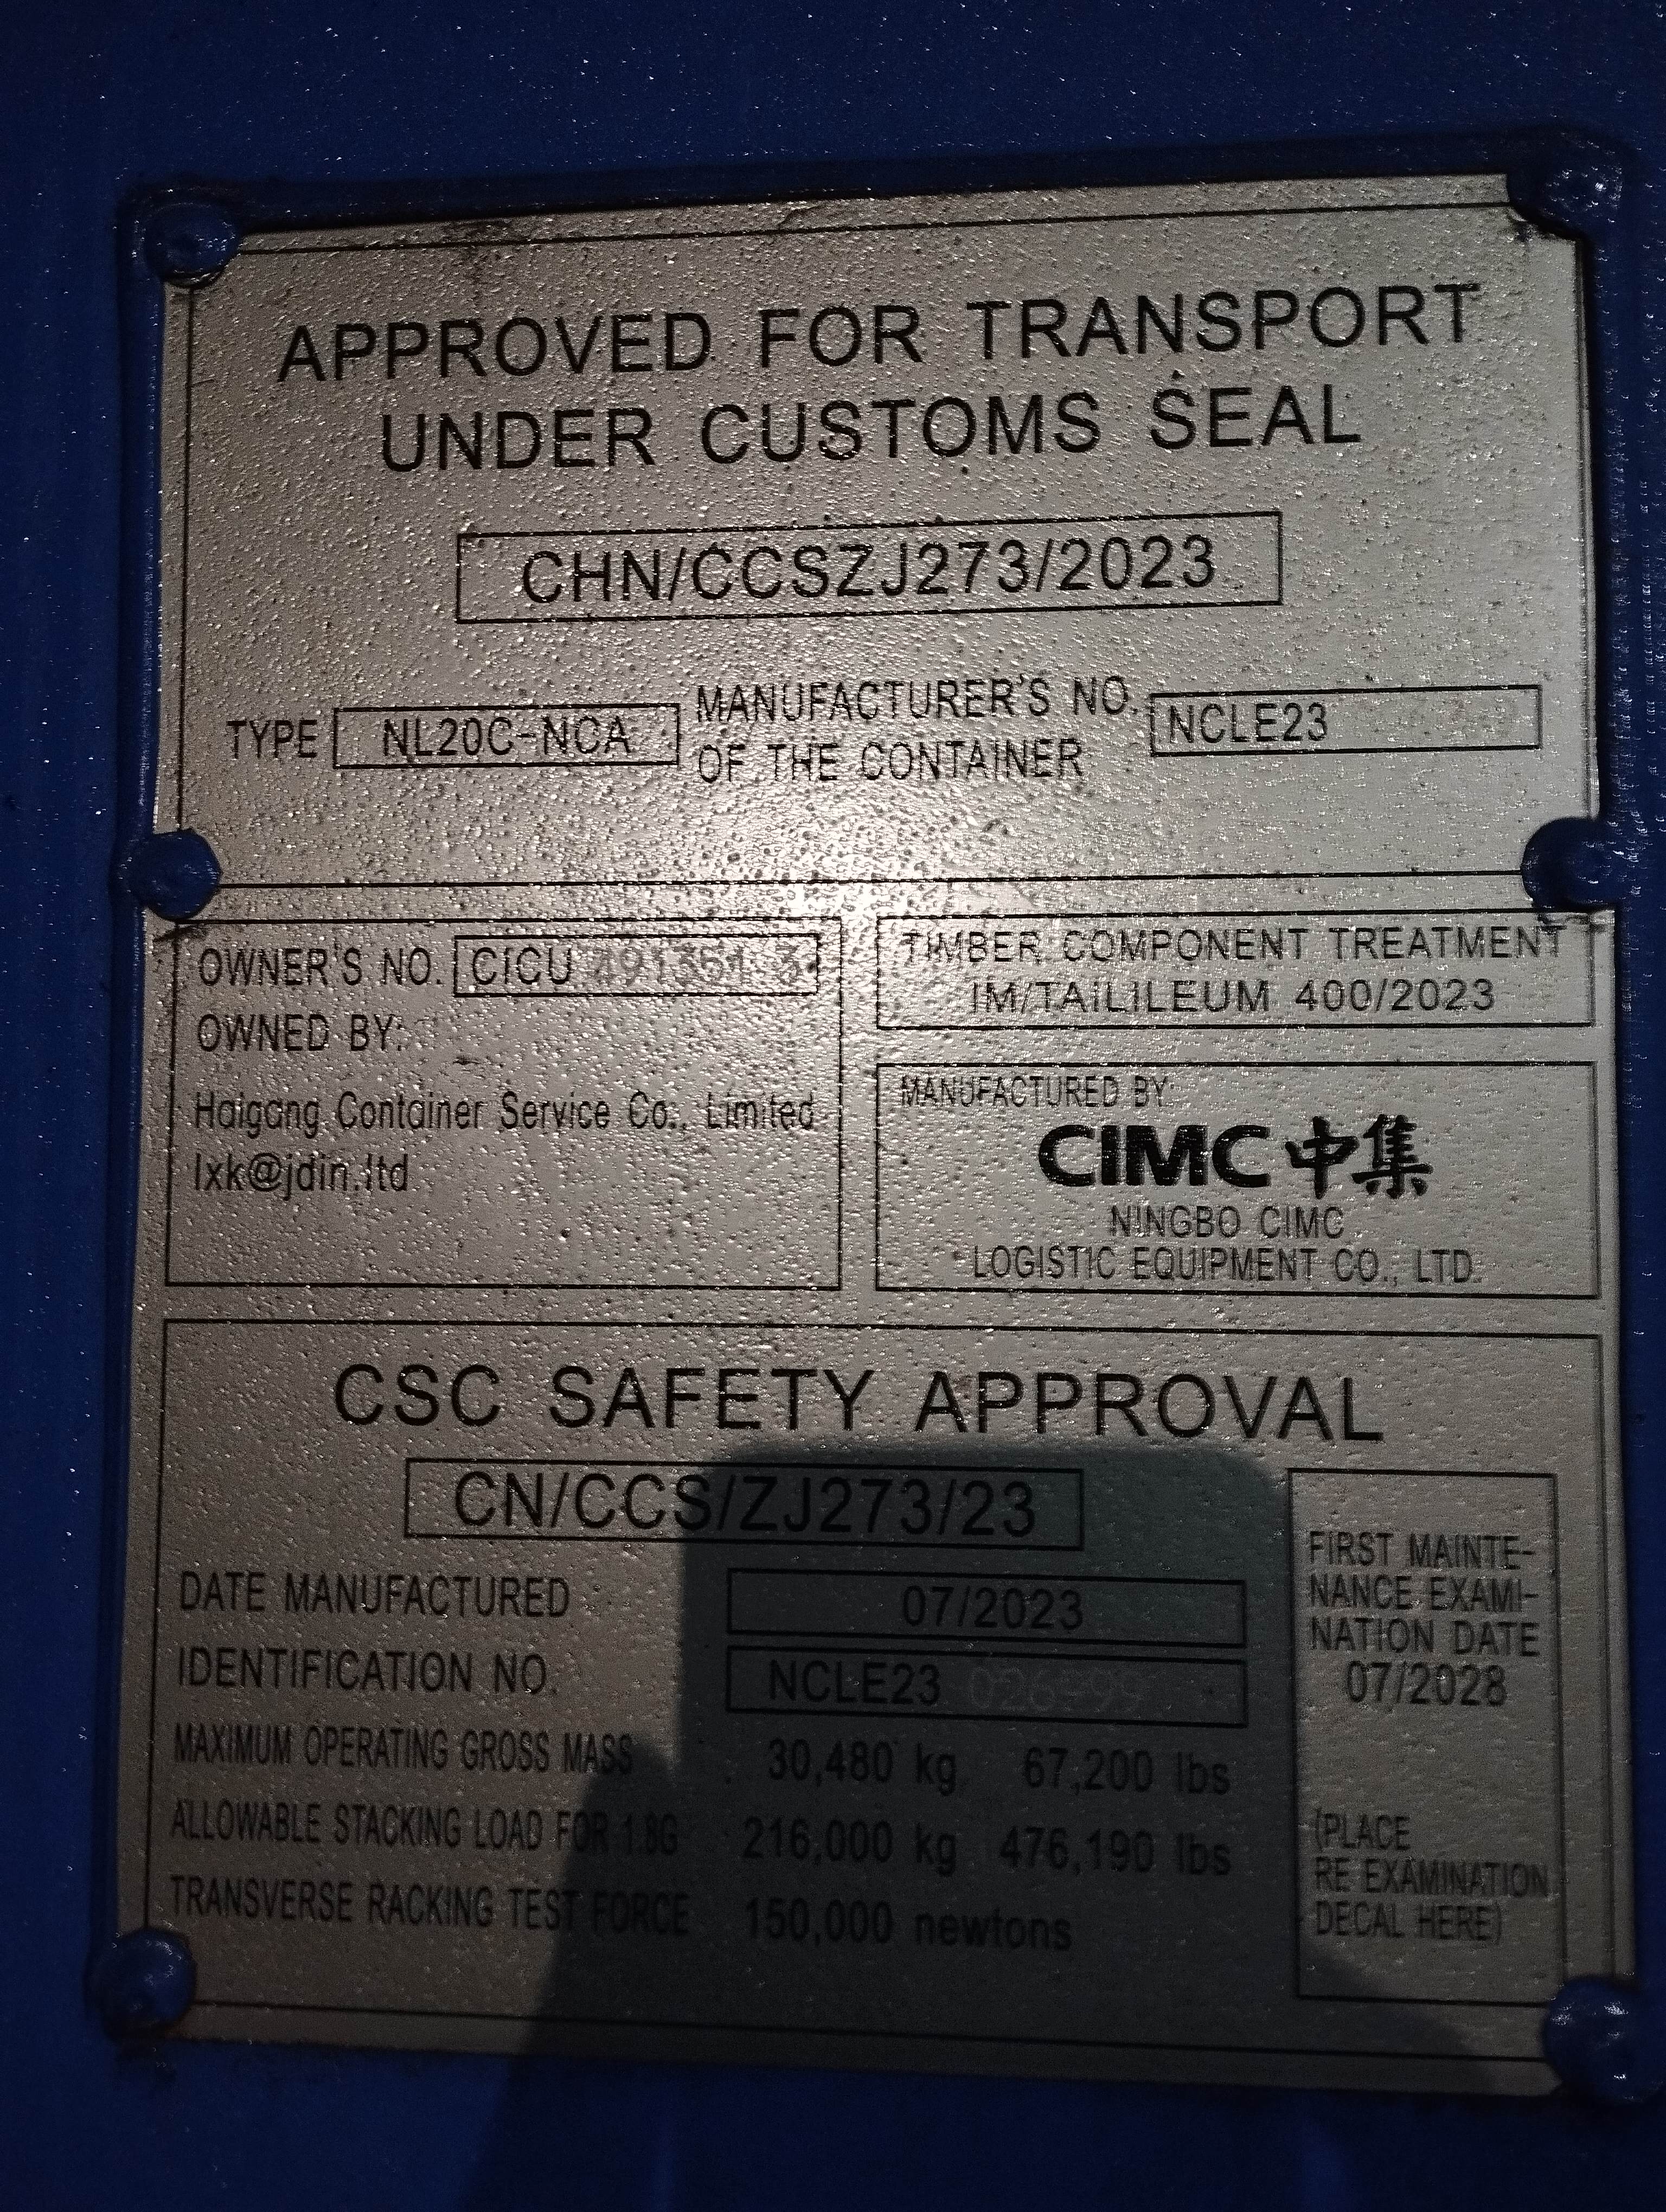 APPROVED FOR TRANSPORT
UNDER CUSTOMS SEAL
CHN/CCSZJ273/2023
TYPE NL20C-NCA
MANUFACTURER'S NO.
OF THE CONTAINER
NCLE23
OWNER'S NO. CICU 491351 3
OWNED BY:
Haigang Container Service Co., Limited
lxk@jdin.ltd
TIMBER COMPONENT TREATMENT
IM/TAILILEUM 400/2023
MANUFACTURED BY:
CIMC 中集
NINGBO CIMC
LOGISTIC EQUIPMENT CO., LTD.
CSC SAFETY APPROVAL
CN/CCS/ZJ273/23
DATE MANUFACTURED 07/2023
IDENTIFICATION NO. NCLE23
MAXIMUM OPERATING GROSS MASS 30,480 kg 67,200 lbs
ALLOWABLE STACKING LOAD FOR 1.8G 216,000 kg 476,190 lbs
TRANSVERSE RACKING TEST FORCE 150,000 newtons
FIRST MAINTE-
NANCE EXAMI-
NATION DATE
07/2028
(PLACE
RE EXAMINATION
DECAL HERE)